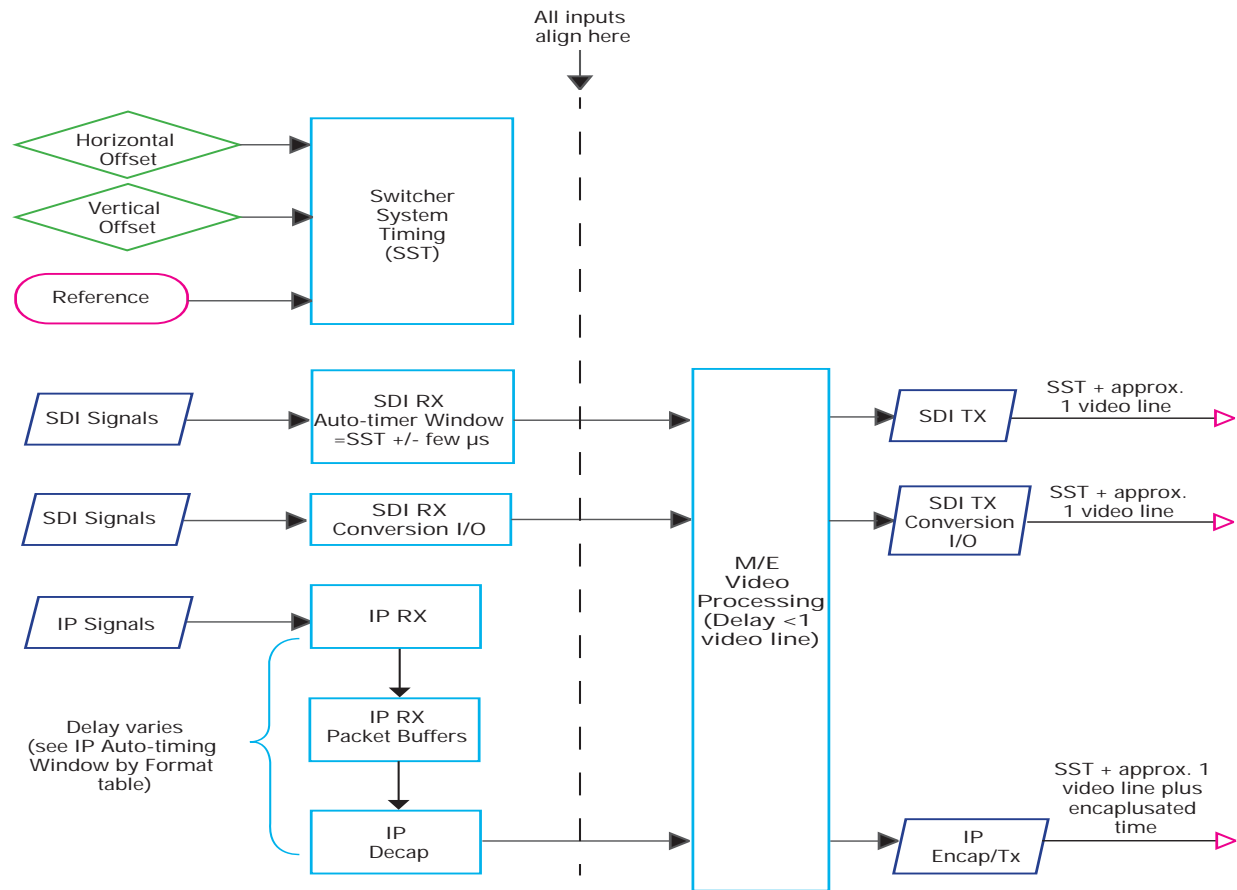 All inputs
align here
Horizontal
Offset
Vertical
Offset
Reference
Switcher
System
Timing
(SST)
SDI Signals
SDI RX
Auto-timer Window
=SST +/- few µs
SDI TX
SST + approx.
1 video line
SDI Signals
SDI RX
Conversion I/O
SDI TX
Conversion
I/O
SST + approx.
1 video line
M/E
Video
Processing
(Delay <1
video line)
IP Signals
IP RX
IP RX
Packet Buffers
Delay varies
(see IP Auto-timing
Window by Format
table)
IP
Decap
IP
Encap/Tx
SST + approx. 1
video line plus
encaplusated
time